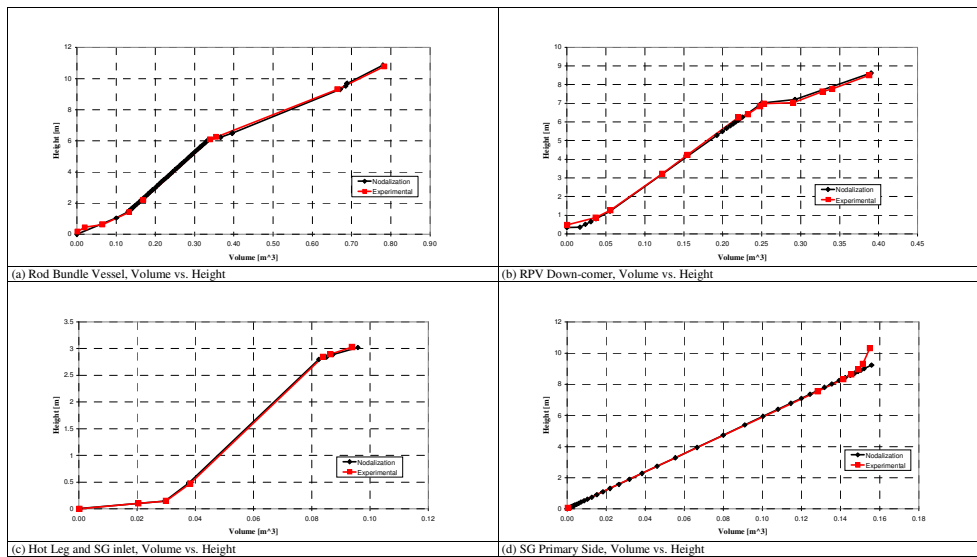 12
10
8
6
4
2
0
Height [m]
0.00 0.10 0.20 0.30 0.40 0.50 0.60 0.70 0.80 0.90
Volume [m^3]
Nodalization
Experimental
(a) Rod Bundle Vessel, Volume vs. Height
10
9
8
7
6
5
4
3
2
1
0
Height [m]
0.00 0.05 0.10 0.15 0.20 0.25 0.30 0.35 0.40 0.45
Volume [m^3]
Nodalization
Experimental
(b) RPV Down-comer, Volume vs. Height
3.5
3
2.5
2
1.5
1
0.5
0
Height [m]
0.00 0.02 0.04 0.06 0.08 0.10 0.12
Volume [m^3]
Nodalization
Experimental
(c) Hot Leg and SG inlet, Volume vs. Height
12
10
8
6
4
2
0
Height [m]
0.00 0.02 0.04 0.06 0.08 0.10 0.12 0.14 0.16 0.18
Volume [m^3]
Nodalization
Experimental
(d) SG Primary Side, Volume vs. Height